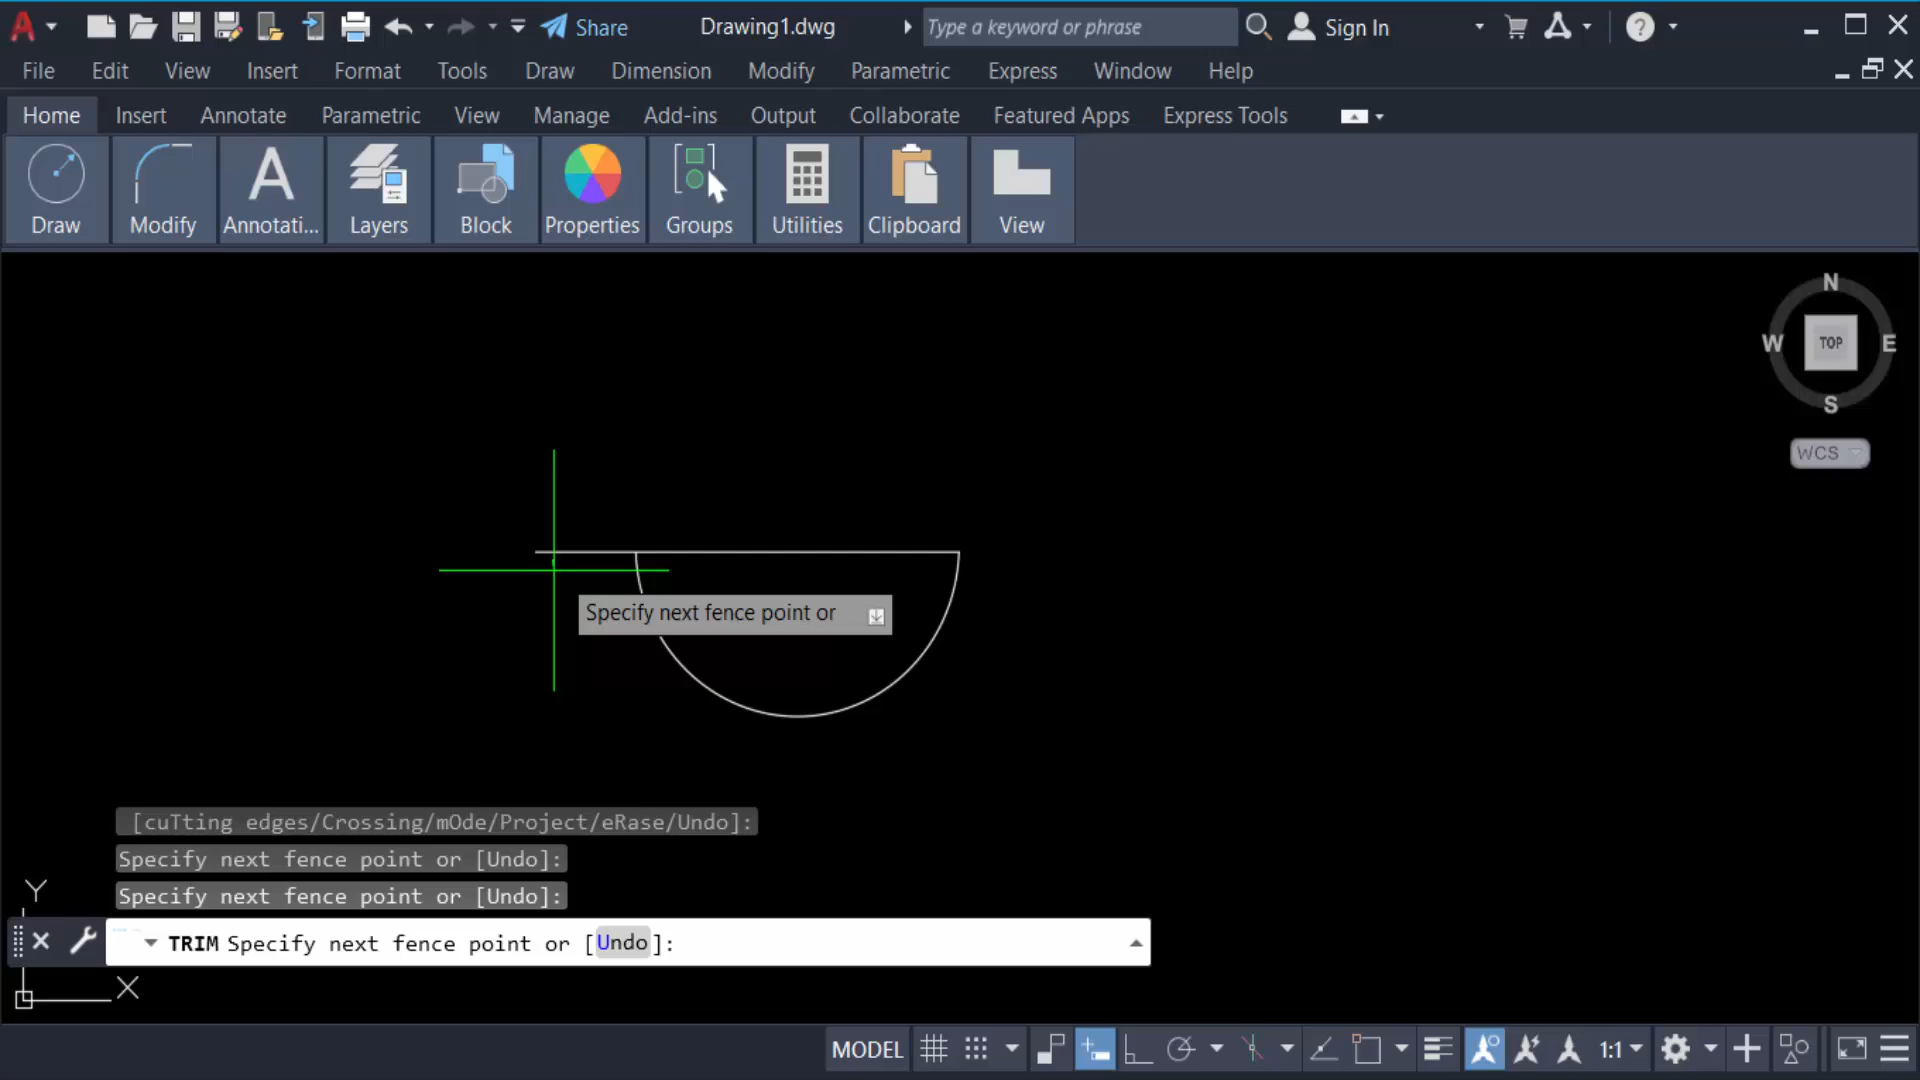 Share Drawing1.dwg Type a keyword or phrase Sign In
File Edit View Insert Format Tools Draw Dimension Modify Parametric Express Window Help
Home Insert Annotate Parametric View Manage Add-ins Output Collaborate Featured Apps Express Tools
Draw Modify Annotati... Layers Block Properties Groups Utilities Clipboard View
N
W TOP E
S
WCS
Specify next fence point or
[cuTting edges/Crossing/mOde/Project/eRase/Undo]:
Specify next fence point or [Undo]:
Y
Specify next fence point or [Undo]:
TRIM Specify next fence point or [Undo]:
X
MODEL 1:1